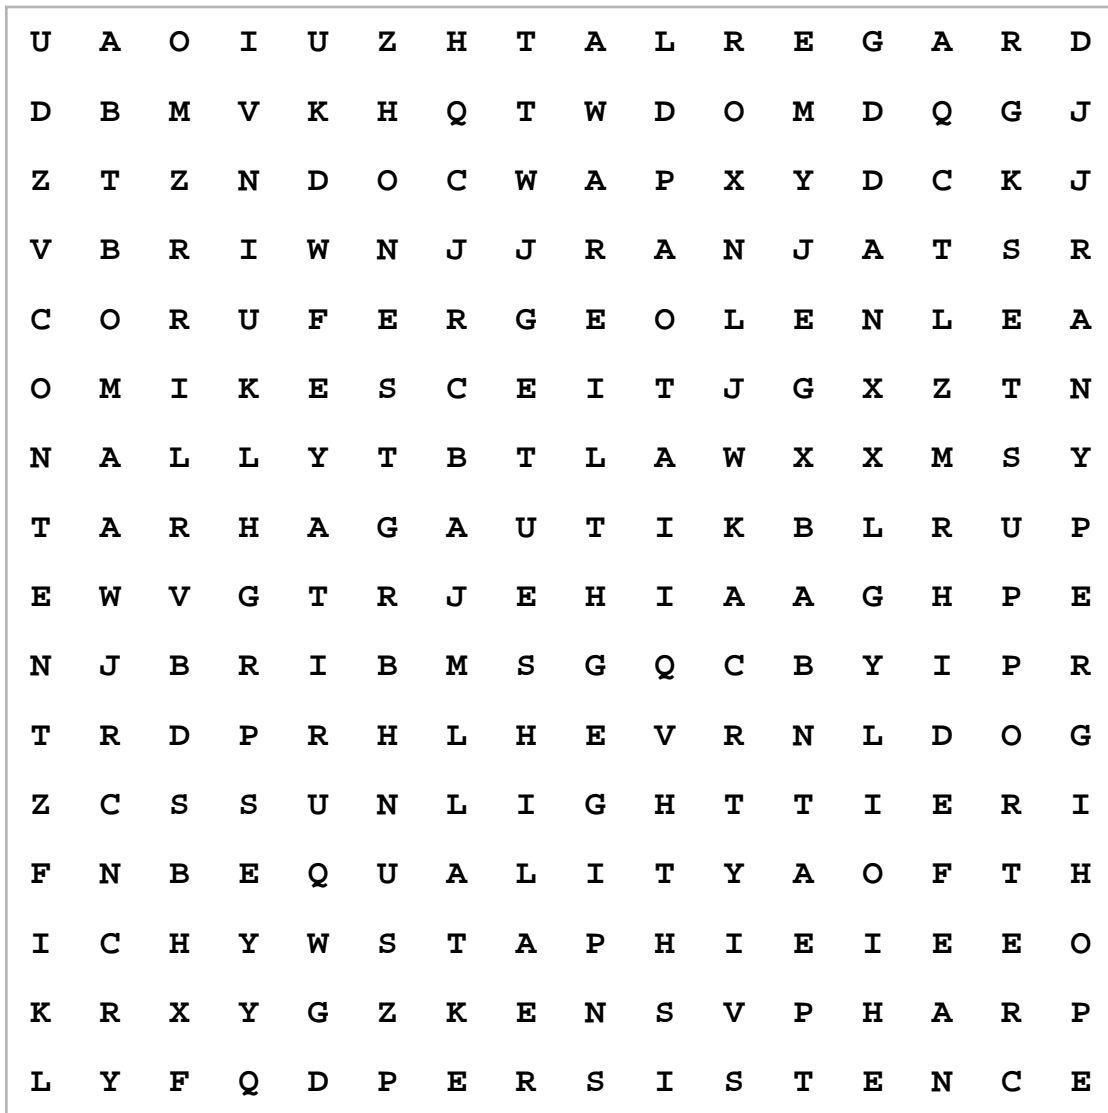 U A O I U Z H T A L R E G A R D
D B M V K H Q T W D O M D Q G J
Z T Z N D O C W A P X Y D C K J
V B R I W N J J R A N J A T S R
C O R U F E R G E O L E N L E A
O M I K E S C E I T J G X Z T N
N A L L Y T B T L A W X X M S Y
T A R H A G A U T I K B L R U P
E W V G T R J E H I A A G H P E
N J B R I B M S G Q C B Y I P R
T R D P R H L H E V R N L D O G
Z C S S U N L I G H T T I E R I
F N B E Q U A L I T Y A O F T H
I C H Y W S T A P H I E I E E O
K R X Y G Z K E N S V P H A R P
L Y F Q D P E R S I S T E N C E